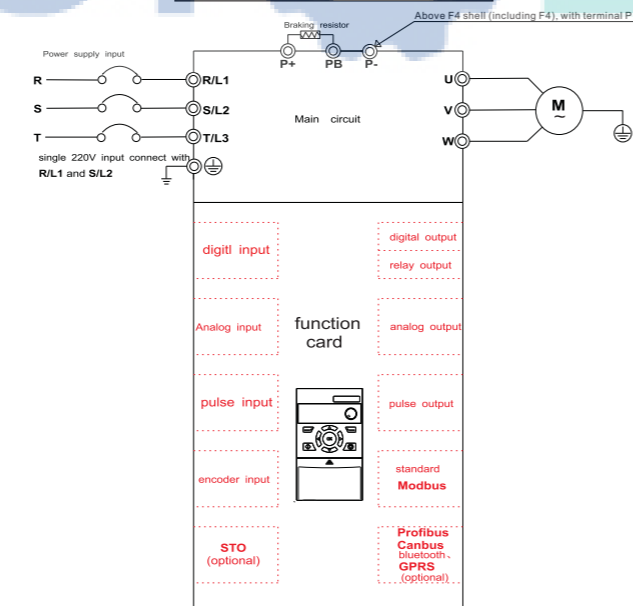 Above F4 shell (including F4), with terminal P
Braking resistor
P+ PB P-
Power supply input
R R/L1
S S/L2
T T/L3
single 220V input connect with
R/L1 and S/L2
Main circuit
U
V
W
M
~
digitl input
digital output
relay output
Analog input
function
card
analog output
pulse input
pulse output
encoder input
standard
Modbus
STO
(optional)
Profibus
Canbus
bluetooth、
GPRS
(optional)